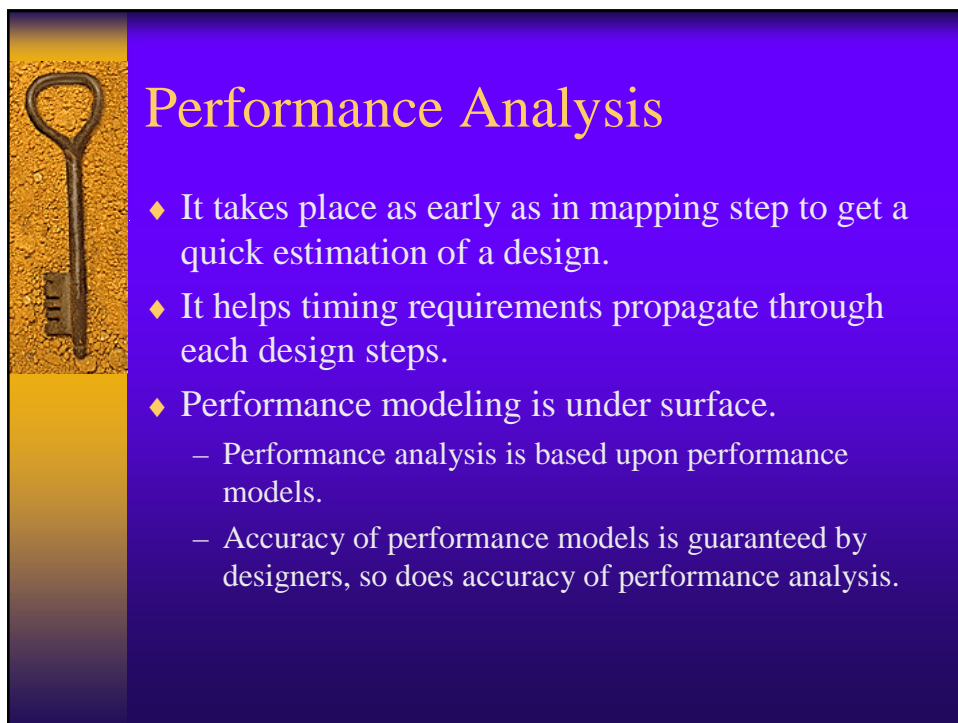 Performance Analysis
♦ It takes place as early as in mapping step to get a
quick estimation of a design.
♦ It helps timing requirements propagate through
each design steps.
♦ Performance modeling is under surface.
– Performance analysis is based upon performance
models.
– Accuracy of performance models is guaranteed by
designers, so does accuracy of performance analysis.